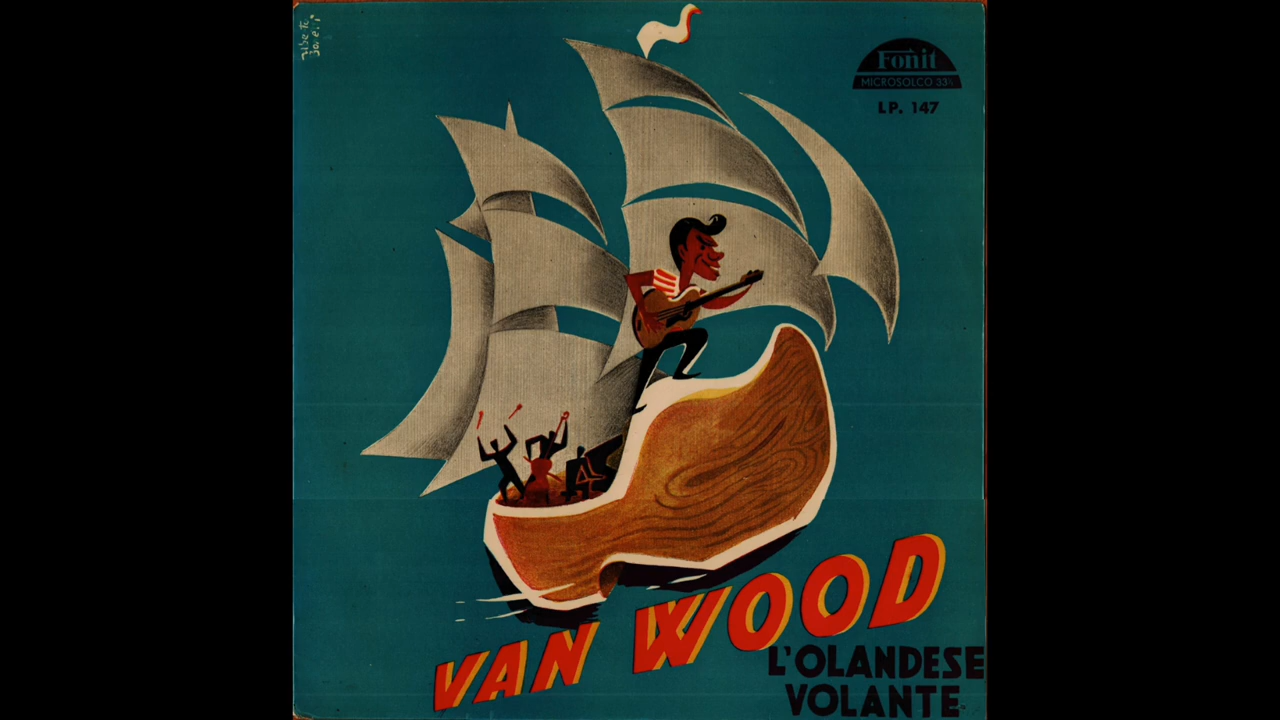 Fonit
MICROSOLCO 33⅓
LP. 147
VAN WOOD
L'OLANDESE
VOLANTE